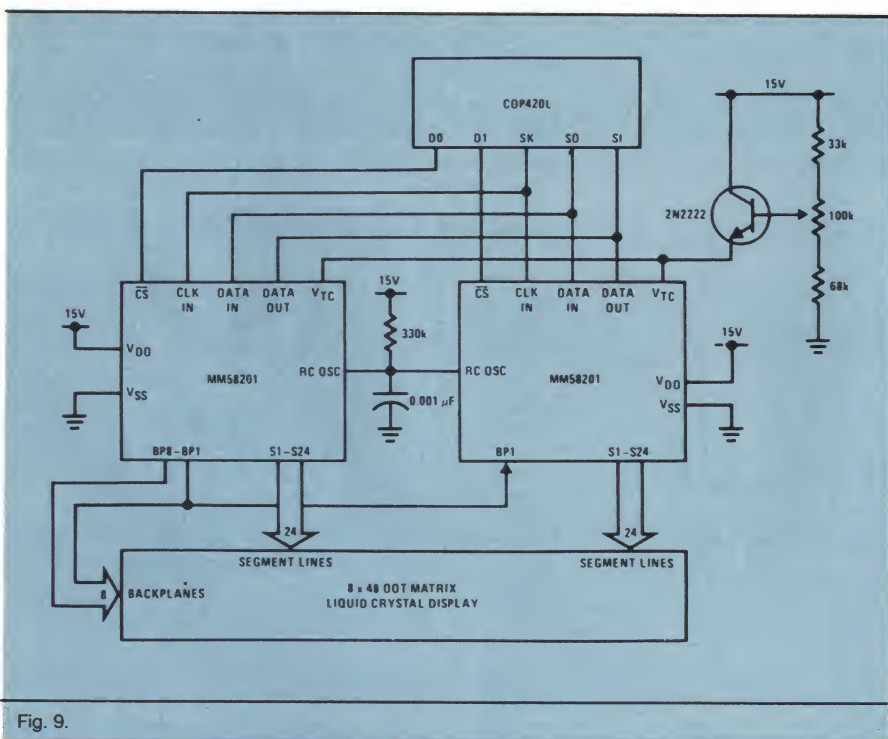 COP420L
D0 D1 SK SO SI
15V
33k
2N2222
100k
68k
C̅S̅ CLK IN DATA IN DATA OUT VTC
15V
330k
C̅S̅ CLK IN DATA IN DATA OUT VTC
15V
VDD
VSS
MM58201
RC OSC
0.001 µF
RC OSC
MM58201
15V
VDD
VSS
BP8-BP1
S1-S24
BP1
S1-S24
24
24
SEGMENT LINES
SEGMENT LINES
8
BACKPLANES
8 x 48 DOT MATRIX
LIQUID CRYSTAL DISPLAY
Fig. 9.